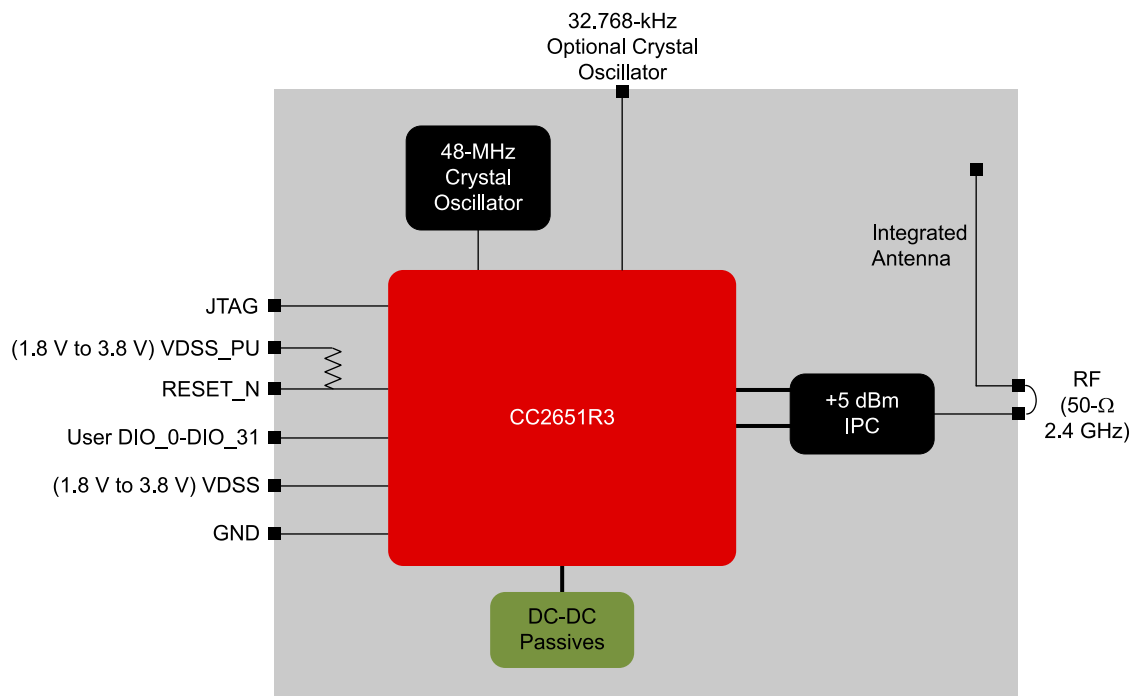 32.768-kHz
Optional Crystal
Oscillator
48-MHz
Crystal
Oscillator
Integrated
Antenna
JTAG
(1.8 V to 3.8 V) VDSS_PU
RESET_N
User DIO_0-DIO_31
(1.8 V to 3.8 V) VDSS
GND
CC2651R3
+5 dBm
IPC
RF
(50-Ω
2.4 GHz)
DC-DC
Passives